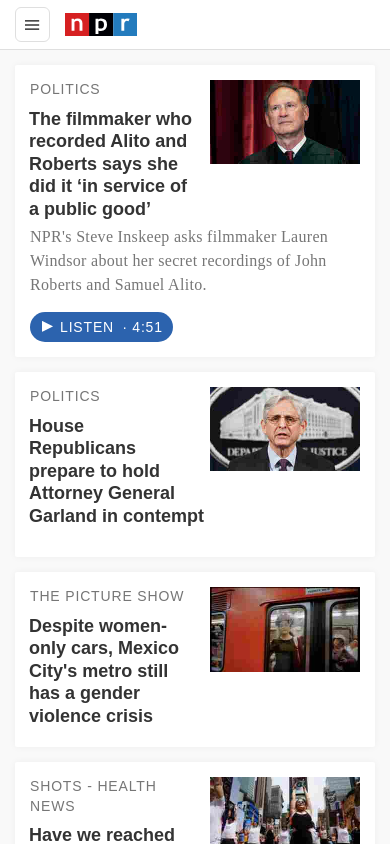 npr
POLITICS
The filmmaker who
recorded Alito and
Roberts says she
did it ‘in service of
a public good’
NPR's Steve Inskeep asks filmmaker Lauren
Windsor about her secret recordings of John
Roberts and Samuel Alito.
LISTEN · 4:51
POLITICS
House
Republicans
prepare to hold
Attorney General
Garland in contempt
DEPA
JUSTICE
THE PICTURE SHOW
Despite women-
only cars, Mexico
City's metro still
has a gender
violence crisis
SHOTS - HEALTH
NEWS
Have we reached